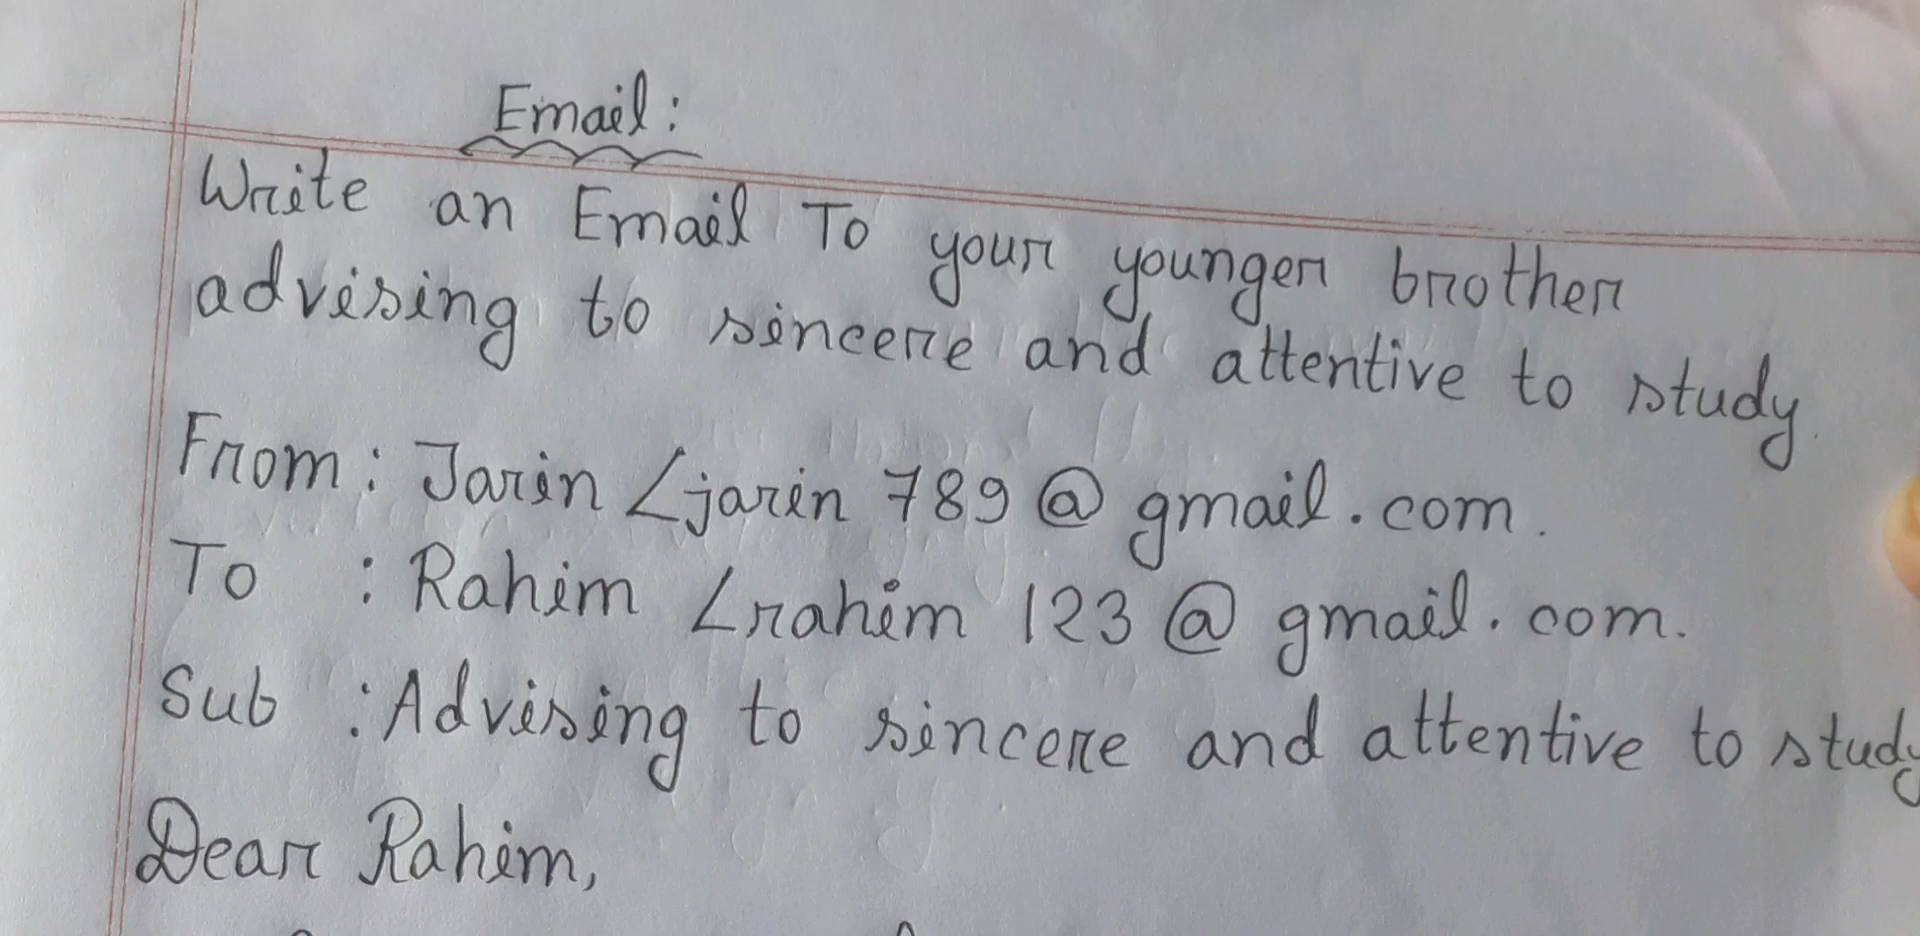 Email:
Write an Email To your younger brother
advising to sincere and attentive to study.
From: Jarin <jarin 789 @ gmail.com.
To : Rahim <rahim 123 @ gmail.com.
Sub : Advising to sincere and attentive to study
Dear Rahim,